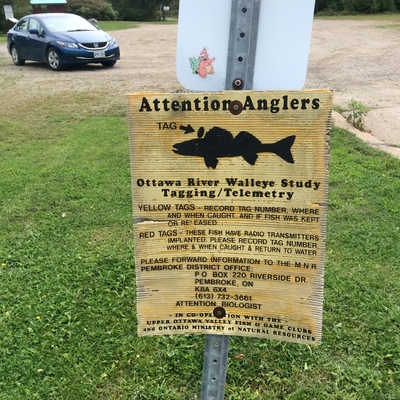 Attention Anglers
TAG
Ottawa River Walleye Study
Tagging/Telemetry
YELLOW TAGS - RECORD TAG NUMBER, WHERE
AND WHEN CAUGHT, AND IF FISH WAS KEPT
OR RELEASED
RED TAGS - THESE FISH HAVE RADIO TRANSMITTERS
IMPLANTED. PLEASE RECORD TAG NUMBER,
WHERE & WHEN CAUGHT & RETURN TO WATER
PLEASE FORWARD INFORMATION TO THE M N R
PEMBROKE DISTRICT OFFICE
P O BOX 220 RIVERSIDE DR.
PEMBROKE, ON
K8A 6X4
(613) 732-3661
ATTENTION BIOLOGIST
- IN CO-OPERATION WITH THE -
UPPER OTTAWA VALLEY FISH & GAME CLUBS
and ONTARIO MINISTRY of NATURAL RESOURCES